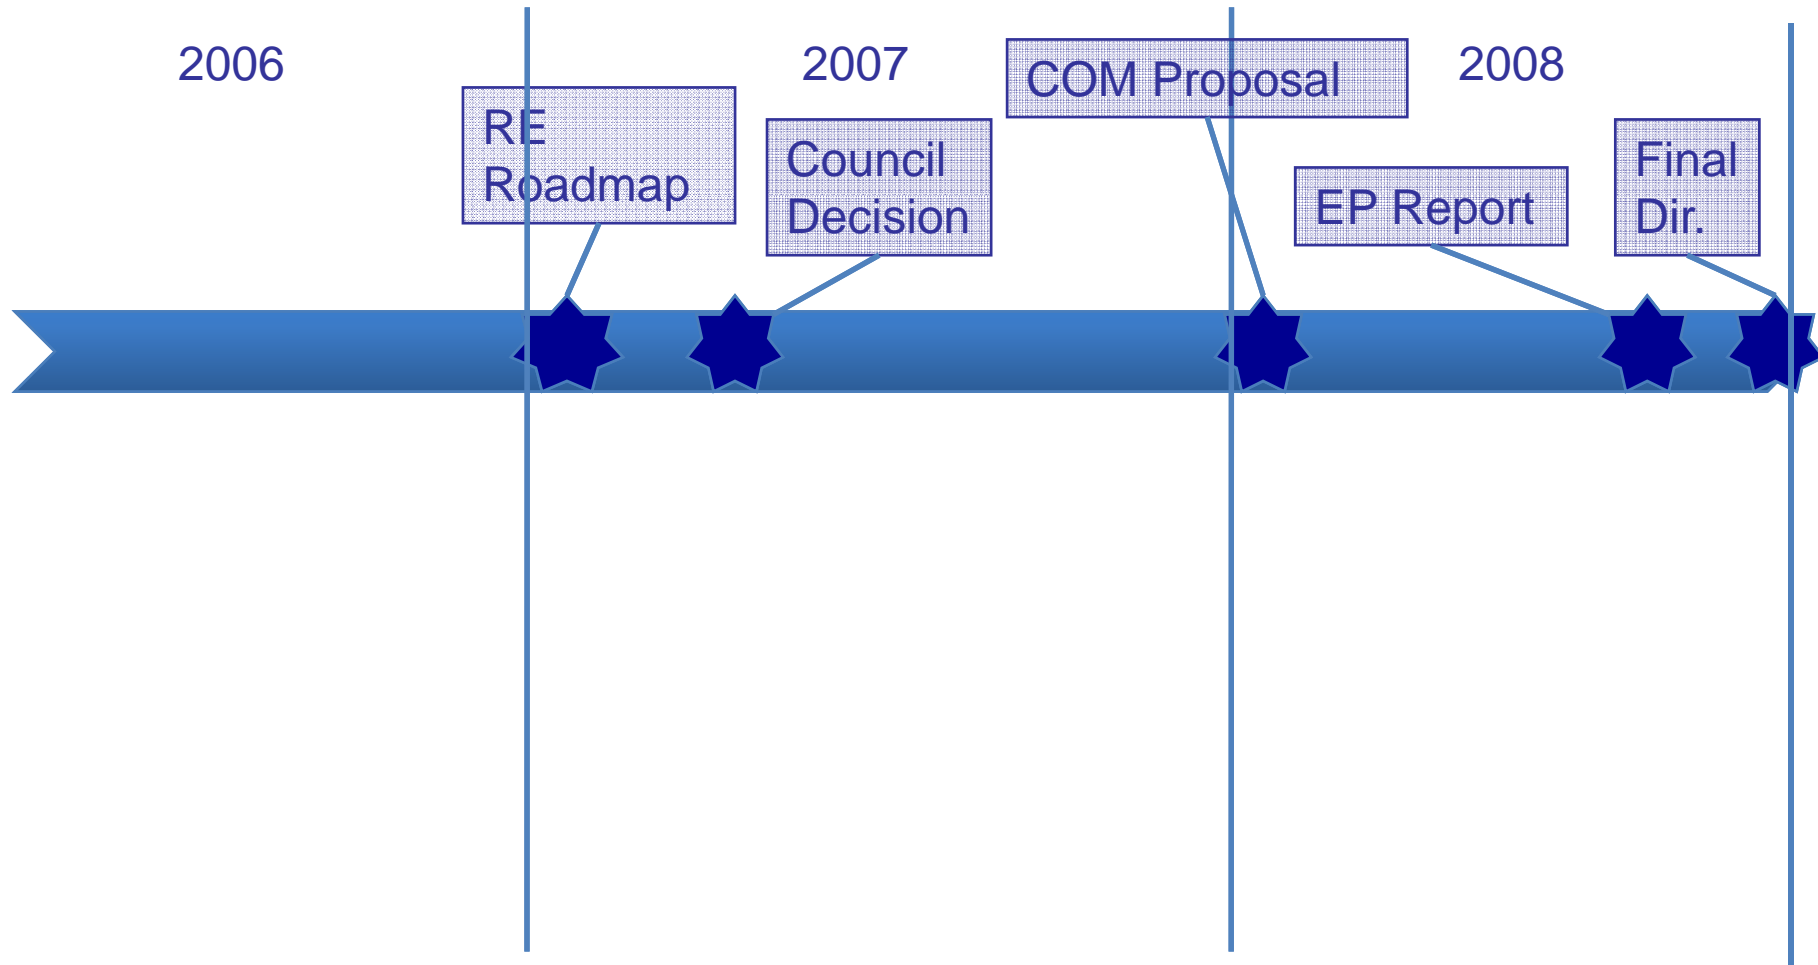 2006
2007
2008
RE
Roadmap
Council
Decision
COM Proposal
EP Report
Final
Dir.